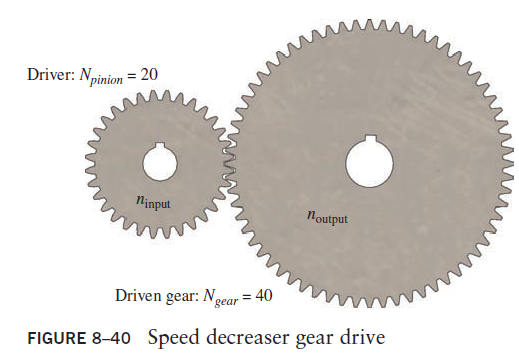 Driver: Npinion = 20
ninput
noutput
Driven gear: Ngear = 40
FIGURE 8–40 Speed decreaser gear drive